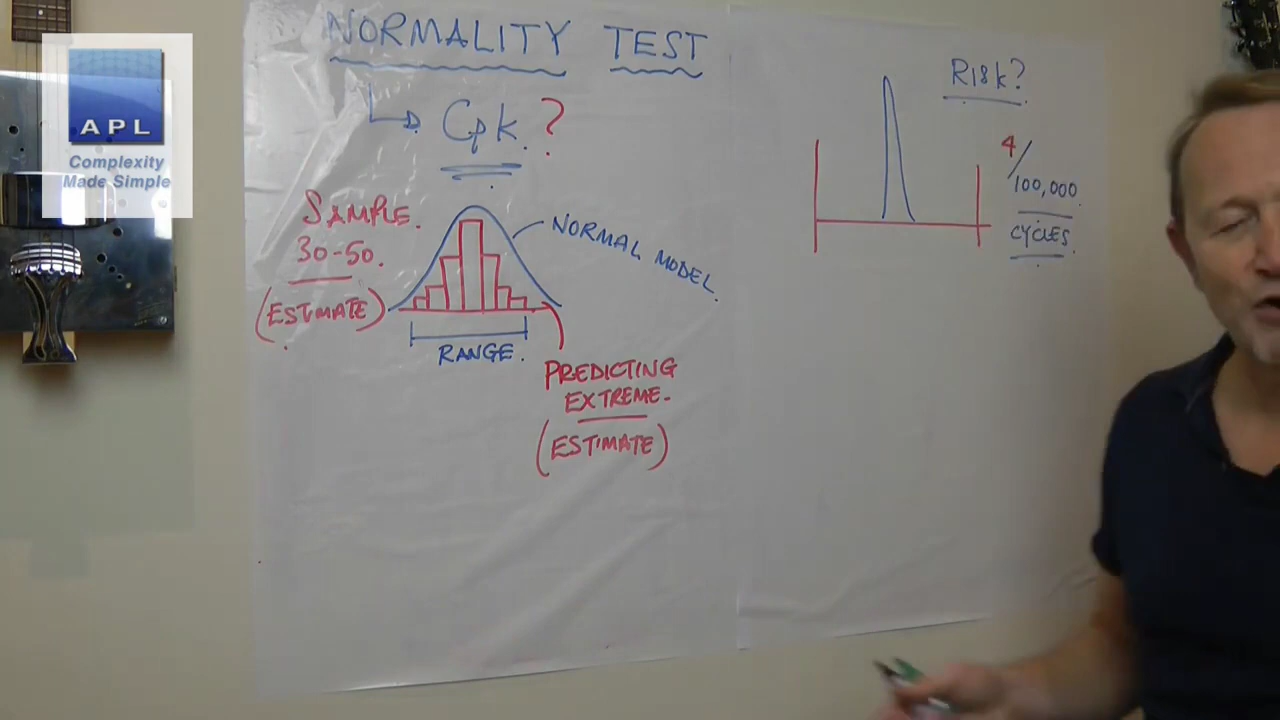 APL
Complexity
Made Simple
NORMALITY TEST
Cpk ?
SAMPLE.
30-50.
(ESTIMATE)
NORMAL MODEL.
RANGE.
PREDICTING
EXTREME.
(ESTIMATE)
Risk?
4/100,000
CYCLES